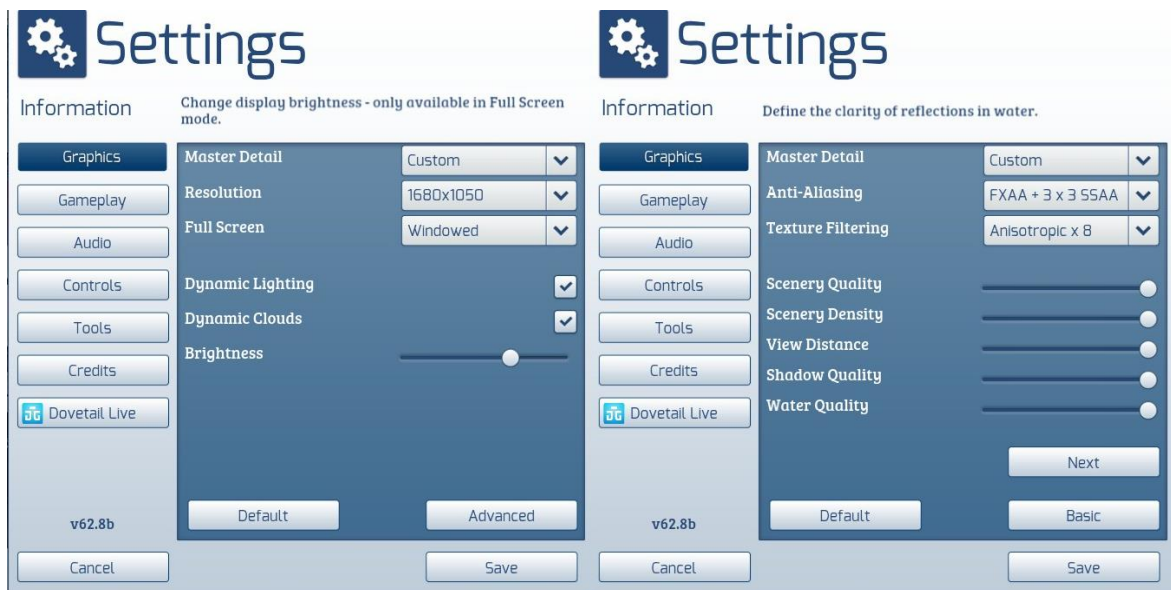 Settings
Information
Change display brightness - only available in Full Screen
mode.
Graphics
Gameplay
Audio
Controls
Tools
Credits
Dovetail Live
v62.8b
Cancel
Master Detail Custom
Resolution 1680x1050
Full Screen Windowed
Dynamic Lighting
Dynamic Clouds
Brightness
Default Advanced
Save
Settings
Information
Define the clarity of reflections in water.
Graphics
Gameplay
Audio
Controls
Tools
Credits
Dovetail Live
v62.8b
Cancel
Master Detail Custom
Anti-Aliasing FXAA + 3 x 3 SSAA
Texture Filtering Anisotropic x 8
Scenery Quality
Scenery Density
View Distance
Shadow Quality
Water Quality
Next
Default Basic
Save